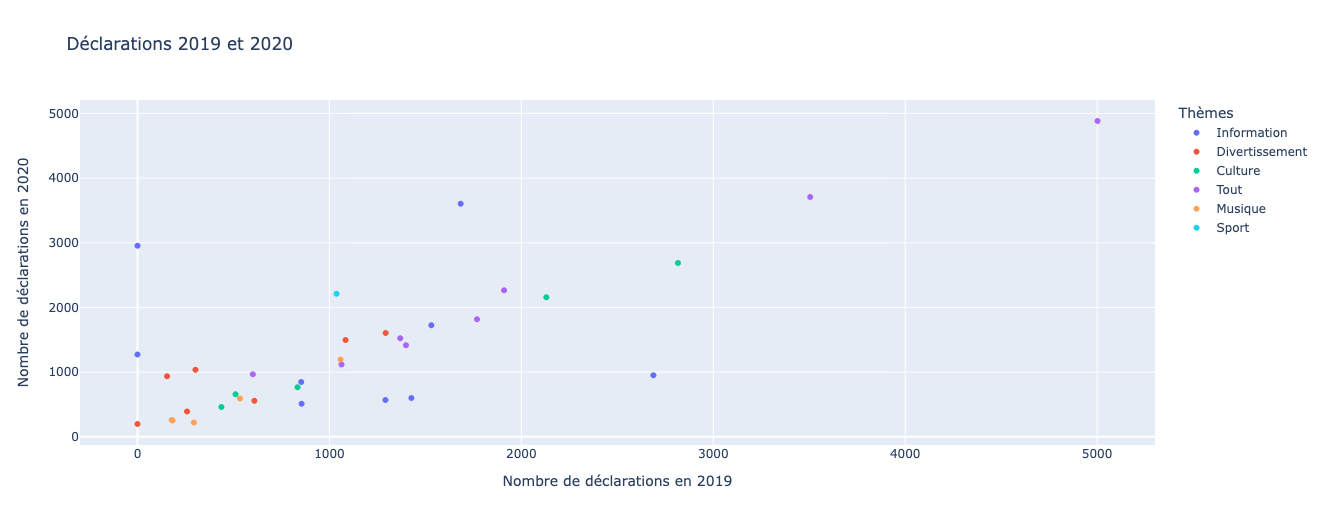 Déclarations 2019 et 2020
Nombre de déclarations en 2020
5000
4000
3000
2000
1000
0
0
1000
2000
3000
4000
5000
Nombre de déclarations en 2019
Thèmes
Information
Divertissement
Culture
Tout
Musique
Sport